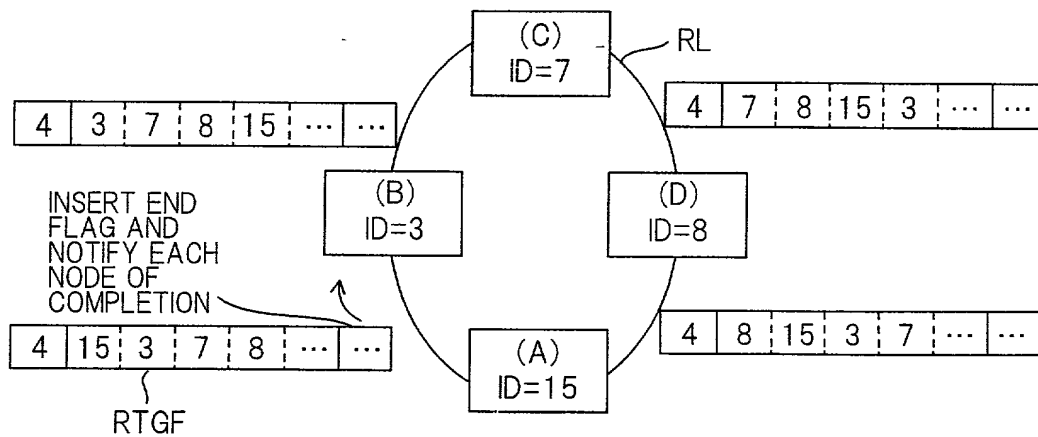 (C)
ID=7
RL
4 3 7 8 15 ... ...
4 7 8 15 3 ... ...
(B)
ID=3
(D)
ID=8
INSERT END
FLAG AND
NOTIFY EACH
NODE OF
COMPLETION
4 15 3 7 8 ... ...
4 8 15 3 7 ... ...
(A)
ID=15
RTGF